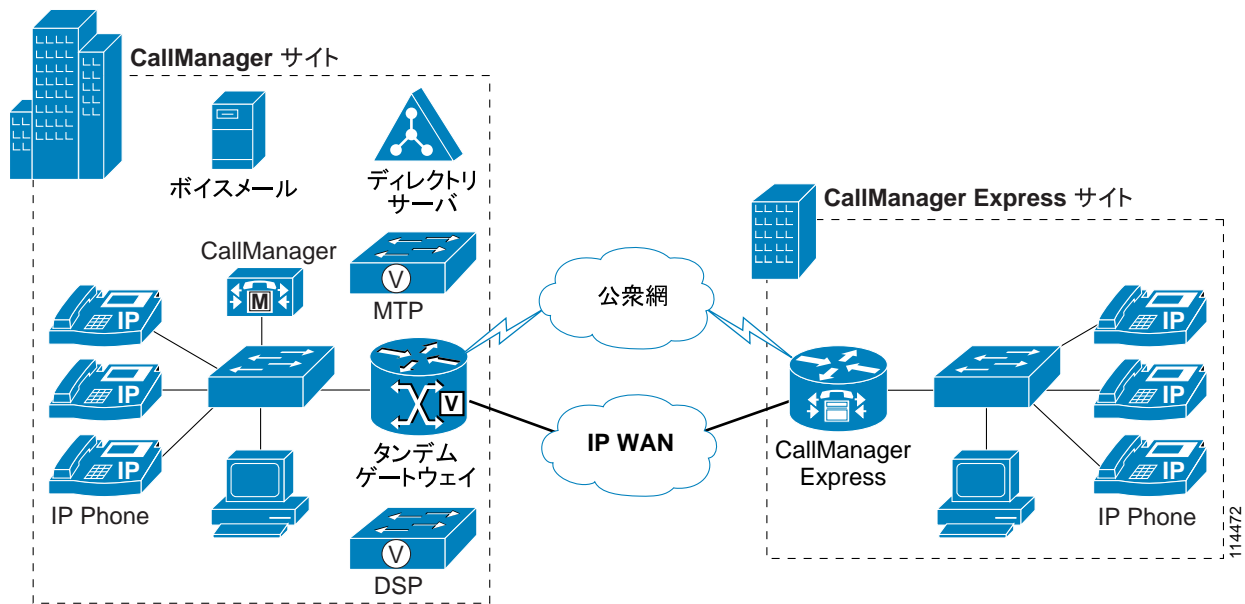 CallManager サイト
ボイスメール
ディレクトリ
サーバ
CallManager
M
V
MTP
IP
IP
IP
IP Phone
V
タンデム
ゲートウェイ
V
DSP
公衆網
IP WAN
CallManager Express サイト
CallManager
Express
IP
IP
IP
IP Phone
114472